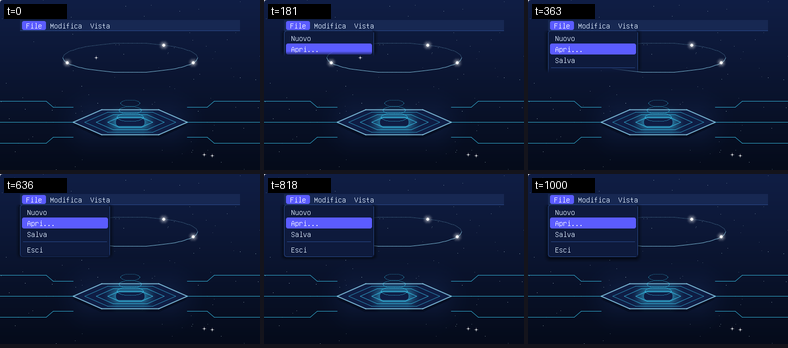 t=0
File Modifica Vista
t=181
File Modifica Vista
Nuovo
Apri...
t=363
File Modifica Vista
Nuovo
Apri...
Salva
t=636
File Modifica Vista
Nuovo
Apri...
Salva
Esci
t=818
File Modifica Vista
Nuovo
Apri...
Salva
Esci
t=1000
File Modifica Vista
Nuovo
Apri...
Salva
Esci